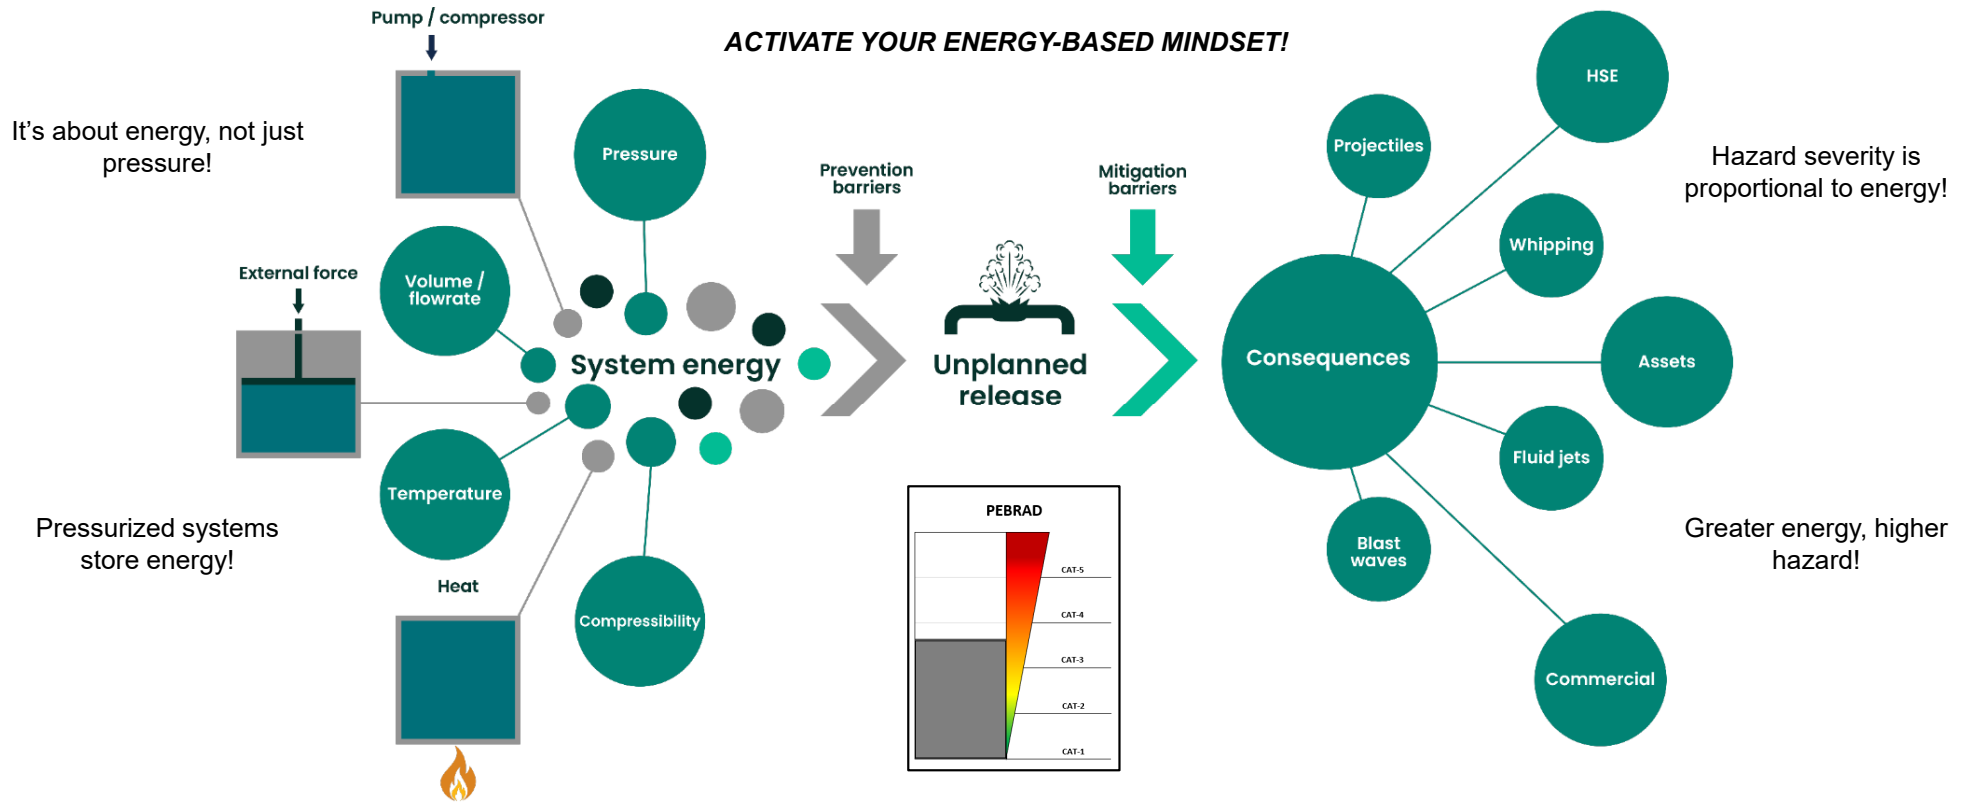 Pump / compressor
ACTIVATE YOUR ENERGY-BASED MINDSET!
It's about energy, not just
pressure!
Pressure
Volume /
flowrate
External force
System energy
Temperature
Pressurized systems
store energy!
Heat
Compressibility
Prevention
barriers
Unplanned
release
Mitigation
barriers
PEBRAD
CAT-5
CAT-4
CAT-3
CAT-2
CAT-1
Consequences
Projectiles
HSE
Whipping
Assets
Fluid jets
Blast
waves
Commercial
Hazard severity is
proportional to energy!
Greater energy, higher
hazard!